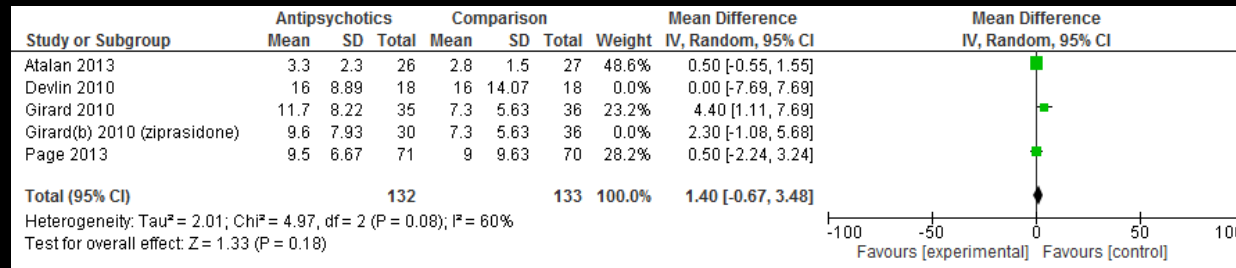 Antipsychotics Comparison Mean Difference Mean Difference
Study or Subgroup Mean SD Total Mean SD Total Weight IV, Random, 95% CI IV, Random, 95% CI
Atalan 2013 3.3 2.3 26 2.8 1.5 27 48.6% 0.50 [-0.55, 1.55]
Devlin 2010 16 8.89 18 16 14.07 18 0.0% 0.00 [-7.69, 7.69]
Girard 2010 11.7 8.22 35 7.3 5.63 36 23.2% 4.40 [1.11, 7.69]
Girard(b) 2010 (ziprasidone) 9.6 7.93 30 7.3 5.63 36 0.0% 2.30 [-1.08, 5.68]
Page 2013 9.5 6.67 71 9 9.63 70 28.2% 0.50 [-2.24, 3.24]
Total (95% CI) 132 133 100.0% 1.40 [-0.67, 3.48]
Heterogeneity: Tau² = 2.01; Chi² = 4.97, df = 2 (P = 0.08); I² = 60%
Test for overall effect: Z = 1.33 (P = 0.18)
-100 -50 0 50 100
Favours [experimental] Favours [control]